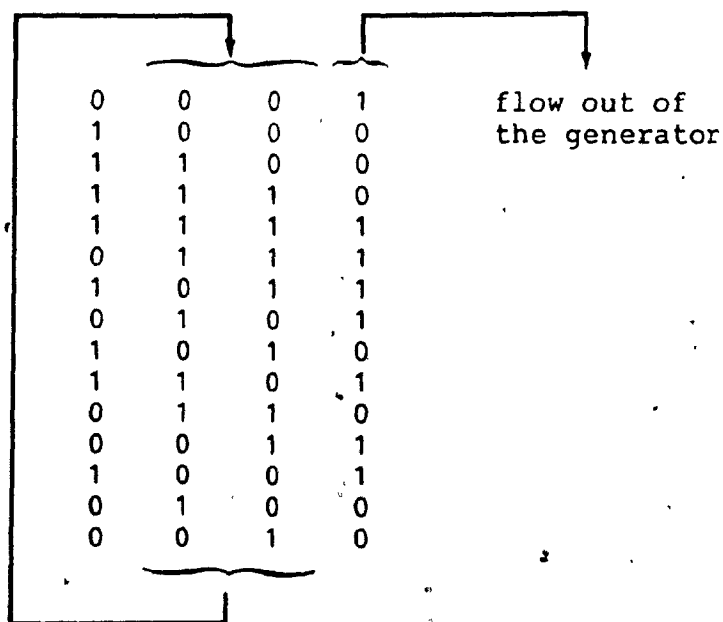 0 0 0 1 flow out of
1 0 0 0 the generator
1 1 0 0
1 1 1 0
1 1 1 1
0 1 1 1
1 0 1 1
0 1 0 1
1 0 1 0
1 1 0 1
0 1 1 0
0 0 1 1
1 0 0 1
0 1 0 0
0 0 1 0